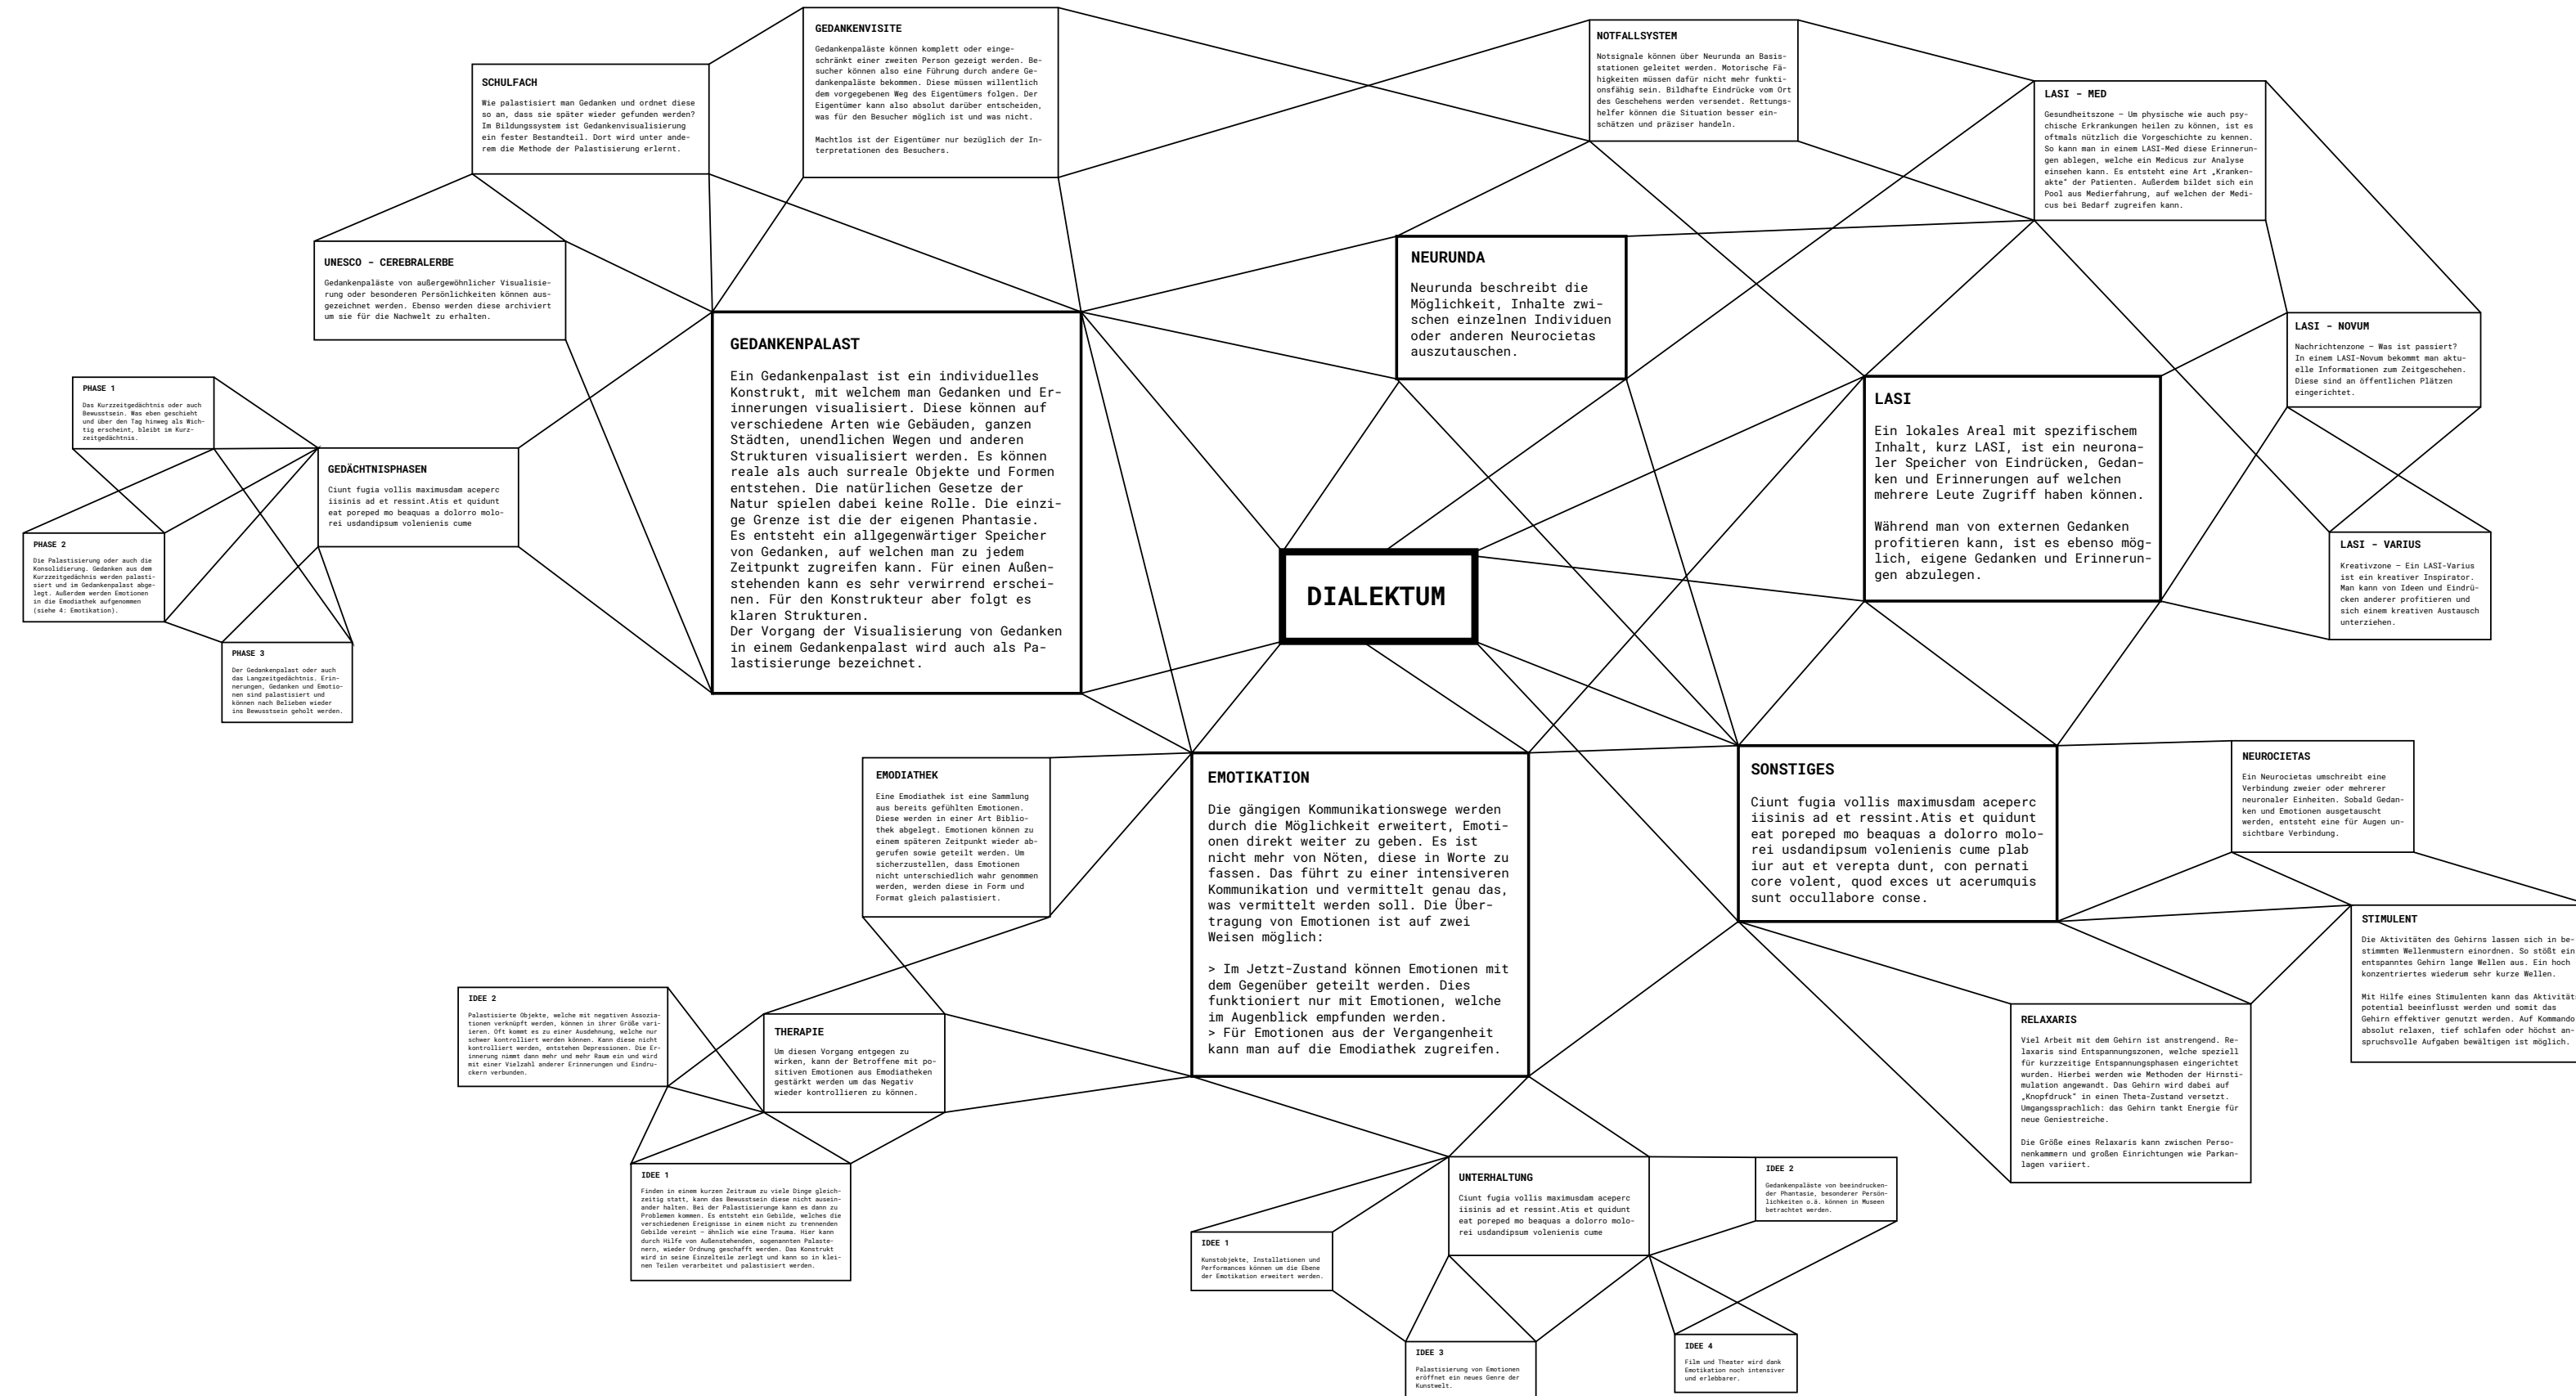 GEDANKENVISITE
Gedankenpaläste können komplett oder einge-
schränkt einer zweiten Person gezeigt werden. Be-
sucher können also eine Führung durch andere Ge-
dankenpaläste bekommen. Diese müssen willentlich
dem vorgegebenen Weg des Eigentümers folgen. Der
Eigentümer kann also absolut darüber entscheiden,
was für den Besucher möglich ist und was nicht.
Machtlos ist der Eigentümer nur bezüglich der In-
terpretationen des Besuchers.
NOTFALLSYSTEM
Notsignale können über Neurunda an Basis-
stationen geleitet werden. Motorische Fä-
higkeiten müssen dafür nicht mehr funkti-
onsfähig sein. Bildhafte Eindrücke vom Ort
des Geschehens werden versendet. Rettungs-
helfer können die Situation besser ein-
schätzen und präziser handeln.
SCHULFACH
Wie palastisiert man Gedanken und ordnet diese
so an, dass sie später wieder gefunden werden?
Im Bildungssystem ist Gedankenvisualisierung
ein fester Bestandteil. Dort wird unter ande-
rem die Methode der Palastisierung erlernt.
LASI - MED
Gesundheitszone – Um physische wie auch psy-
chische Erkrankungen heilen zu können, ist es
oftmals nützlich die Vorgeschichte zu kennen.
So kann man in einem LASI-Med diese Erinnerun-
gen ablegen, welche ein Medicus zur Analyse
einsehen kann. Es entsteht eine Art „Kranken-
akte“ der Patienten. Außerdem bildet sich ein
Pool aus Medierfahrung, auf welchen der Medi-
cus bei Bedarf zugreifen kann.
UNESCO - CEREBRALERBE
Gedankenpaläste von außergewöhnlicher Visualisie-
rung oder besonderen Persönlichkeiten können aus-
gezeichnet werden. Ebenso werden diese archiviert
um sie für die Nachwelt zu erhalten.
NEURUNDA
Neurunda beschreibt die
Möglichkeit, Inhalte zwi-
schen einzelnen Individuen
oder anderen Neurocietas
auszutauschen.
LASI - NOVUM
Nachrichtenzone – Was ist passiert?
In einem LASI-Novum bekommt man aktu-
elle Informationen zum Zeitgeschehen.
Diese sind an öffentlichen Plätzen
eingerichtet.
GEDANKENPALAST
Ein Gedankenpalast ist ein individuelles
Konstrukt, mit welchem man Gedanken und Er-
innerungen visualisiert. Diese können auf
verschiedene Arten wie Gebäuden, ganzen
Städten, unendlichen Wegen und anderen
Strukturen visualisiert werden. Es können
reale als auch surreale Objekte und Formen
entstehen. Die natürlichen Gesetze der
Natur spielen dabei keine Rolle. Die einzi-
ge Grenze ist die der eigenen Phantasie.
Es entsteht ein allgegenwärtiger Speicher
von Gedanken, auf welchen man zu jedem
Zeitpunkt zugreifen kann. Für einen Außen-
stehenden kann es sehr verwirrend erschei-
nen. Für den Konstrukteur aber folgt es
klaren Strukturen.
Der Vorgang der Visualisierung von Gedanken
in einem Gedankenpalast wird auch als Pa-
lastisierunge bezeichnet.
PHASE 1
Das Kurzzeitgedächtnis oder auch
Bewusstsein. Was eben geschieht
und über den Tag hinweg als Wich-
tig erscheint, bleibt im Kurz-
zeitgedächtnis.
LASI
Ein lokales Areal mit spezifischem
Inhalt, kurz LASI, ist ein neurona-
ler Speicher von Eindrücken, Gedan-
ken und Erinnerungen auf welchen
mehrere Leute Zugriff haben können.
Während man von externen Gedanken
profitieren kann, ist es ebenso mög-
lich, eigene Gedanken und Erinnerun-
gen abzulegen.
GEDÄCHTNISPHASEN
Ciunt fugia vollis maximusdam aceperc
iisinis ad et ressint.Atis et quidunt
eat poreped mo beaquas a dolorro molo-
rei usdandipsum volenienis cume
PHASE 2
Die Palastisierung oder auch die
Konsolidierung. Gedanken aus dem
Kurzzeitgedächnis werden palasti-
siert und im Gedankenpalast abge-
legt. Außerdem werden Emotionen
in die Emodiathek aufgenommen
(siehe 4: Emotikation).
LASI - VARIUS
Kreativzone – Ein LASI-Varius
ist ein kreativer Inspirator.
Man kann von Ideen und Eindrü-
cken anderer profitieren und
sich einem kreativen Austausch
unterziehen.
DIALEKTUM
PHASE 3
Der Gedankenpalast oder auch
das Langzeitgedächtnis. Erin-
nerungen, Gedanken und Emotio-
nen sind palastisiert und
können nach Belieben wieder
ins Bewusstsein geholt werden.
EMODIATHEK
Eine Emodiathek ist eine Sammlung
aus bereits gefühlten Emotionen.
Diese werden in einer Art Biblio-
thek abgelegt. Emotionen können zu
einem späteren Zeitpunkt wieder ab-
gerufen sowie geteilt werden. Um
sicherzustellen, dass Emotionen
nicht unterschiedlich wahr genommen
werden, werden diese in Form und
Format gleich palastisiert.
EMOTIKATION
Die gängigen Kommunikationswege werden
durch die Möglichkeit erweitert, Emoti-
onen direkt weiter zu geben. Es ist
nicht mehr von Nöten, diese in Worte zu
fassen. Das führt zu einer intensiveren
Kommunikation und vermittelt genau das,
was vermittelt werden soll. Die Über-
tragung von Emotionen ist auf zwei
Weisen möglich:
> Im Jetzt-Zustand können Emotionen mit
dem Gegenüber geteilt werden. Dies
funktioniert nur mit Emotionen, welche
im Augenblick empfunden werden.
> Für Emotionen aus der Vergangenheit
kann man auf die Emodiathek zugreifen.
SONSTIGES
Ciunt fugia vollis maximusdam aceperc
iisinis ad et ressint.Atis et quidunt
eat poreped mo beaquas a dolorro molo-
rei usdandipsum volenienis cume plab
iur aut et verepta dunt, con pernati
core volent, quod exces ut acerumquis
sunt occullabore conse.
NEUROCIETAS
Ein Neurocietas umschreibt eine
Verbindung zweier oder mehrerer
neuronaler Einheiten. Sobald Gedan-
ken und Emotionen ausgetauscht
werden, entsteht eine für Augen un-
sichtbare Verbindung.
STIMULENT
Die Aktivitäten des Gehirns lassen sich in be-
stimmten Wellenmustern einordnen. So stößt ein
entspanntes Gehirn lange Wellen aus. Ein hoch
konzentriertes wiederum sehr kurze Wellen.
Mit Hilfe eines Stimulenten kann das Aktivität
potential beeinflusst werden und somit das
Gehirn effektiver genutzt werden. Auf Kommando
absolut relaxen, tief schlafen oder höchst an-
spruchsvolle Aufgaben bewältigen ist möglich.
IDEE 2
Palastisierte Objekte, welche mit negativen Assozia-
tionen verknüpft werden, können in ihrer Größe vari-
ieren. Oft kommt es zu einer Ausdehnung, welche nur
schwer kontrolliert werden können. Kann diese nicht
kontrolliert werden, entstehen Depressionen. Die Er-
innerung nimmt dann mehr und mehr Raum ein und wird
mit einer Vielzahl anderer Erinnerungen und Eindru-
ckern verbunden.
THERAPIE
Um diesen Vorgang entgegen zu
wirken, kann der Betroffene mit po-
sitiven Emotionen aus Emodiatheken
gestärkt werden um das Negativ
wieder kontrollieren zu können.
RELAXARIS
Viel Arbeit mit dem Gehirn ist anstrengend. Re-
laxaris sind Entspannungszonen, welche speziell
für kurzzeitige Entspannungsphasen eingerichtet
wurden. Hierbei werden wie Methoden der Hirnsti-
mulation angewandt. Das Gehirn wird dabei auf
„Knopfdruck“ in einen Theta-Zustand versetzt.
Umgangssprachlich: das Gehirn tankt Energie für
neue Geniestreiche.
Die Größe eines Relaxaris kann zwischen Perso-
nenkammern und großen Einrichtungen wie Parkan-
lagen variiert.
IDEE 1
Finden in einem kurzen Zeitraum zu viele Dinge gleich-
zeitig statt, kann das Bewusstsein diese nicht ausein-
ander halten. Bei der Palastisierung kann es dann zu
Problemen kommen. Es entsteht ein Gebilde, welches die
verschiedenen Ereignisse in einem nicht zu trennenden
Gebilde vereint – ähnlich wie eine Trauma. Hier kann
durch Hilfe von Außenstehenden, sogenannten Palaste-
nern, wieder Ordnung geschafft werden. Das Konstrukt
wird in seine Einzelteile zerlegt und kann so in klei-
nen Teilen verarbeitet und palastisiert werden.
UNTERHALTUNG
Ciunt fugia vollis maximusdam aceperc
iisinis ad et ressint.Atis et quidunt
eat poreped mo beaquas a dolorro molo-
rei usdandipsum volenienis cume
IDEE 2
Gedankenpaläste von beeindrucken-
der Phantasie, besonderer Persön-
lichkeiten o.ä. können in Museen
betrachtet werden.
IDEE 1
Kunstobjekte, Installationen und
Performances können um die Ebene
der Emotikation erweitert werden.
IDEE 3
Palastisierung von Emotionen
eröffnet ein neues Genre der
Kunstwelt.
IDEE 4
Film und Theater wird dank
Emotikation noch intensiver
und erlebbarer.